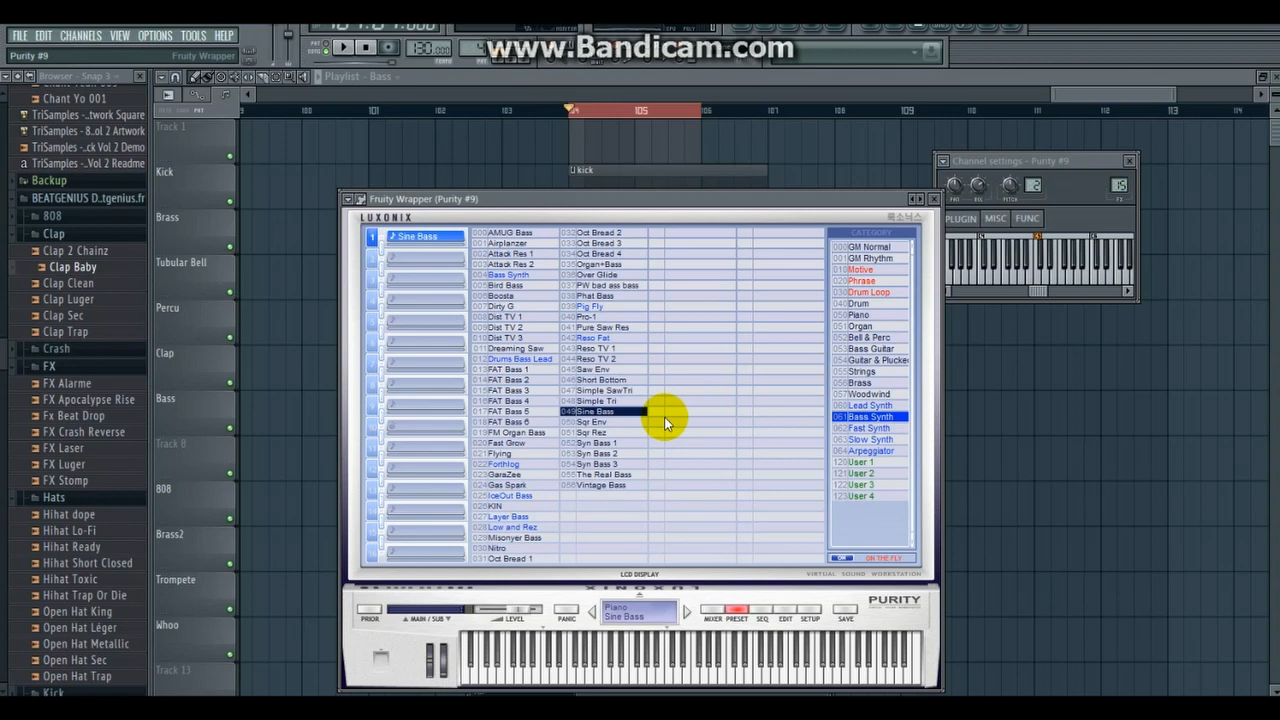 www.Bandicam.com
FILE EDIT CHANNELS VIEW OPTIONS TOOLS HELP
Purity #9 Fruity Wrapper
130.000
Browser - Snap 3
Playlist - Bass
100 101 102 103 105 106 107 108 109 110 111 112 113 114
Chant Yo 001
TriSamples -..twork Square
TriSamples -...ol 2 Artwork
TriSamples -...ck Vol 2 Demo
TriSamples -.. Vol 2 Readme
Backup
BEATGENIUS D..tgenius.fr
808
Clap
Clap 2 Chainz
Clap Baby
Clap Clean
Clap Luger
Clap Sec
Clap Trap
Crash
FX
FX Alarme
FX Apocalypse Rise
Fx Beat Drop
FX Crash Reverse
FX Laser
FX Luger
FX Stomp
Hats
Hihat dope
Hihat Lo-Fi
Hihat Ready
Hihat Short Closed
Hihat Toxic
Hihat Trap Or Die
Open Hat King
Open Hat Léger
Open Hat Metallic
Open Hat Sec
Open Hat Trap
Kick
Track 1
Kick
Brass
Tubular Bell
Percu
Clap
Bass
Track 8
808
Brass2
Trompete
Whoo
Track 13
kick
Channel settings - Purity #9
PAN VOL PITCH 2 15 FX
PLUGIN MISC FUNC
Fruity Wrapper (Purity #9)
LUXONIX
룩소닉스
1 Sine Bass
000 AMUG Bass
001 Airplanzer
002 Attack Res 1
003 Attack Res 2
004 Bass Synth
005 Bird Bass
006 Boosta
007 Dirty G
008 Dist TV 1
009 Dist TV 2
010 Dist TV 3
011 Dreaming Saw
012 Drums Bass Lead
013 FAT Bass 1
014 FAT Bass 2
015 FAT Bass 3
016 FAT Bass 4
017 FAT Bass 5
018 FAT Bass 6
019 FM Organ Bass
020 Fast Grow
021 Flying
022 Forthlog
023 GaraZee
024 Gas Spark
025 IceOut Bass
026 KIN
027 Layer Bass
028 Low and Rez
029 Misonyer Bass
030 Nitro
031 Oct Bread 1
032 Oct Bread 2
033 Oct Bread 3
034 Oct Bread 4
035 Organ+Bass
036 Over Glide
037 PW bad ass bass
038 Phat Bass
039 Pig Fly
040 Pro-1
041 Pure Saw Res
042 Reso Fat
043 Reso TV 1
044 Reso TV 2
045 Saw Env
046 Short Bottom
047 Simple SawTri
048 Simple Tri
049 Sine Bass
050 Sqr Env
051 Sqr Rez
052 Syn Bass 1
053 Syn Bass 2
054 Syn Bass 3
055 The Real Bass
056 Vintage Bass
CATEGORY
000 GM Normal
001 GM Rhythm
010 Motive
020 Phrase
030 Drum Loop
040 Drum
050 Piano
051 Organ
052 Bell & Perc
053 Bass Guitar
054 Guitar & Plucked
055 Strings
056 Brass
057 Woodwind
060 Lead Synth
061 Bass Synth
062 Fast Synth
063 Slow Synth
064 Arpeggiator
120 User 1
121 User 2
122 User 3
123 User 4
ON THE FLY
LCD DISPLAY
VIRTUAL SOUND WORKSTATION
PURITY
Piano
Sine Bass
PRIOR MAIN / SUB LEVEL PANIC MIXER PRESET SEQ EDIT SETUP SAVE